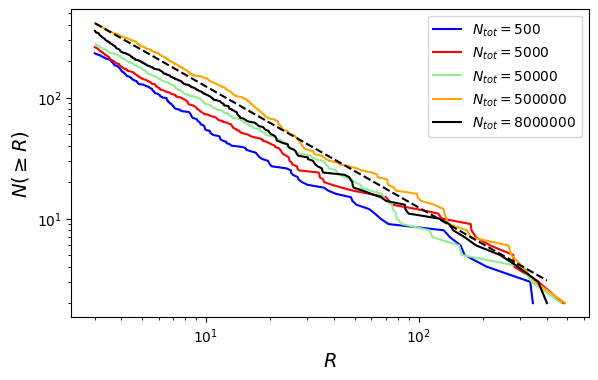 N_{tot} = 500
N_{tot} = 5000
N_{tot} = 50000
N_{tot} = 500000
N_{tot} = 8000000
10^2
10^1
N(≥ R)
10^1
10^2
R